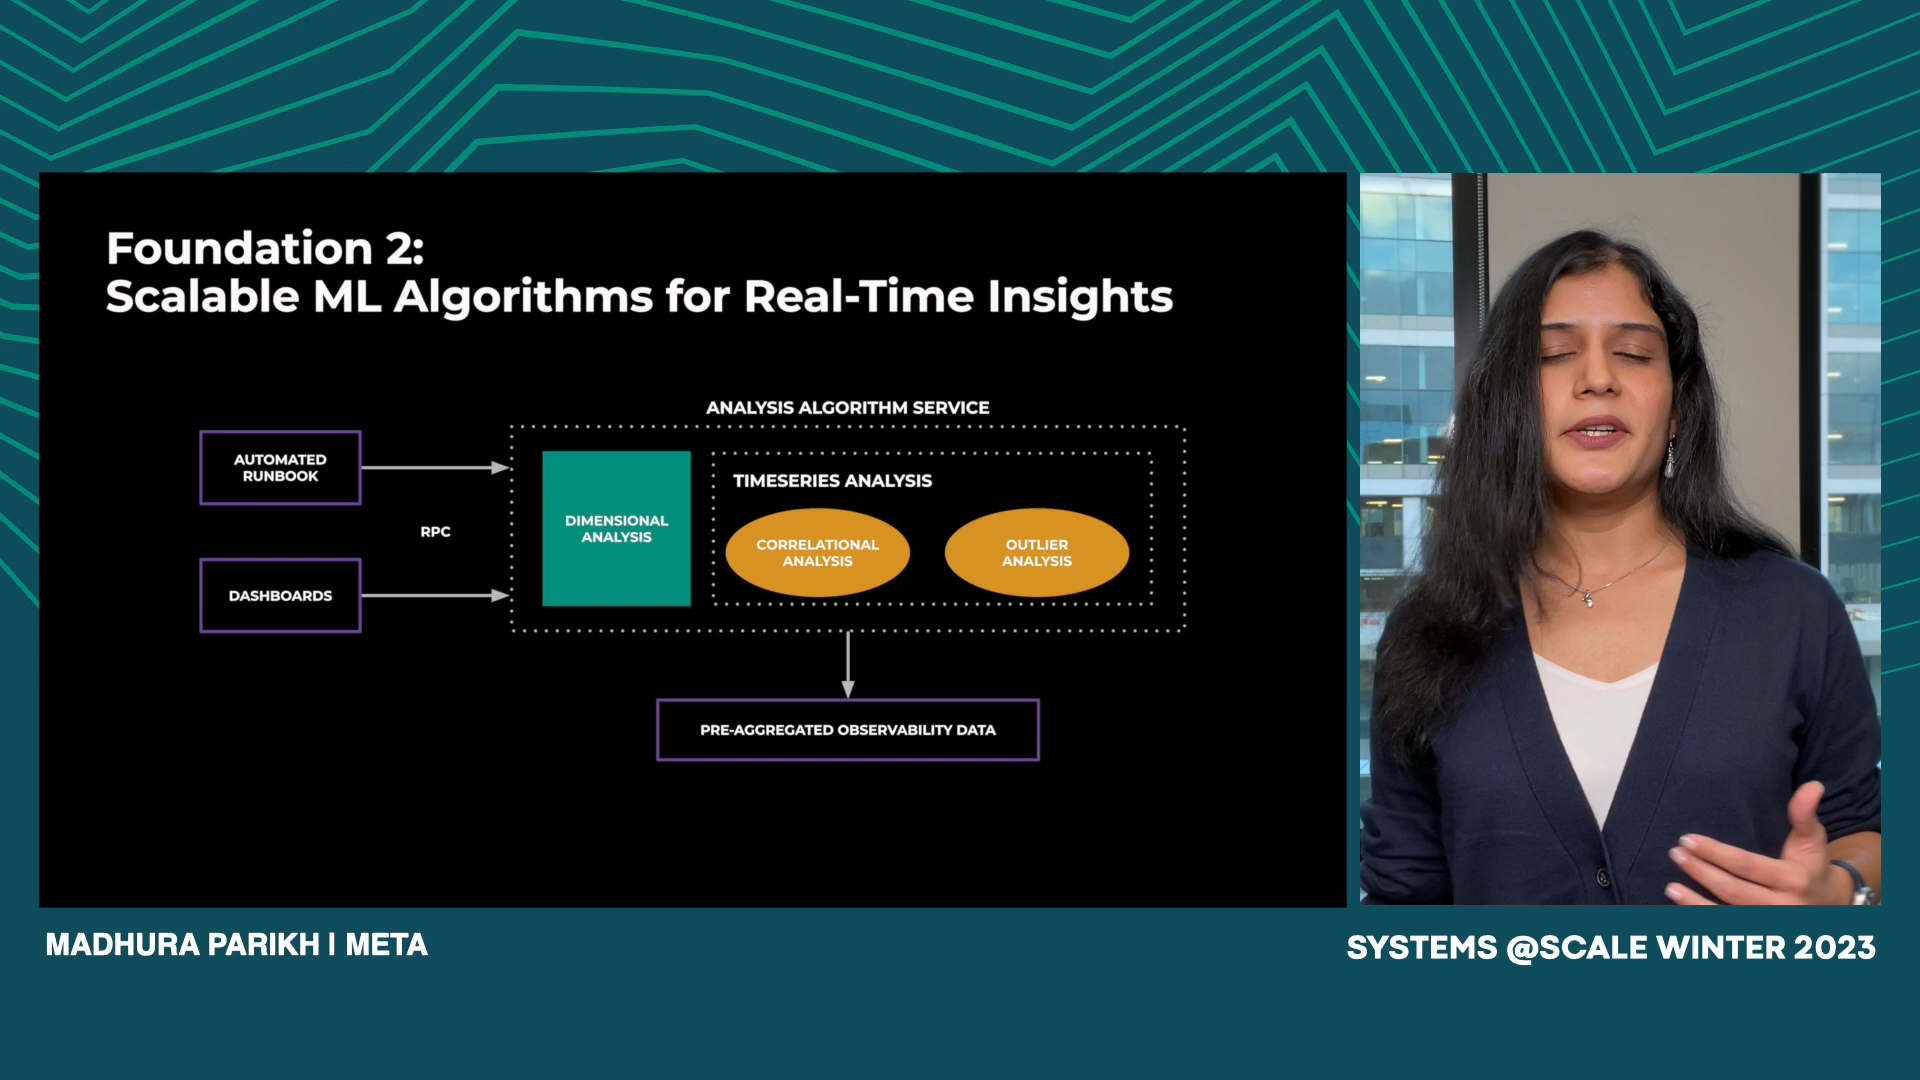 Foundation 2:
Scalable ML Algorithms for Real-Time Insights
ANALYSIS ALGORITHM SERVICE
AUTOMATED
RUNBOOK
RPC
DASHBOARDS
DIMENSIONAL
ANALYSIS
TIMESERIES ANALYSIS
CORRELATIONAL
ANALYSIS
OUTLIER
ANALYSIS
PRE-AGGREGATED OBSERVABILITY DATA
MADHURA PARIKH | META
SYSTEMS @SCALE WINTER 2023